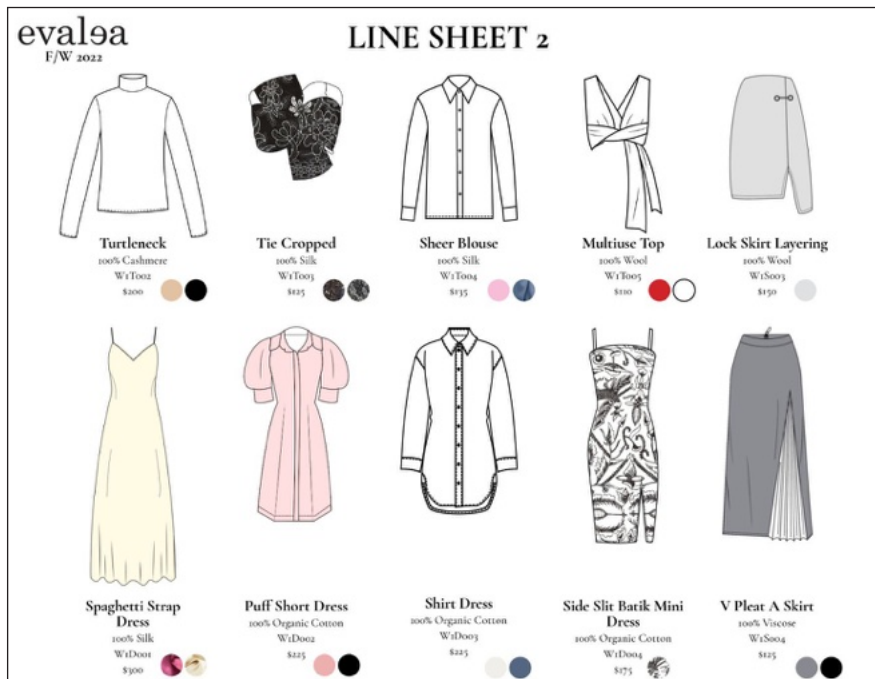 evalea
F/W 2022
LINE SHEET 2
Turtleneck
100% Cashmere
W1T002
$200
Tie Cropped
100% Silk
W1T003
$125
Sheer Blouse
100% Silk
W1T004
$135
Multiuse Top
100% Wool
W1T005
$110
Lock Skirt Layering
100% Wool
W1S003
$150
Spaghetti Strap
Dress
100% Silk
W1D001
$300
Puff Short Dress
100% Organic Cotton
W1D002
$225
Shirt Dress
100% Organic Cotton
W1D003
$225
Side Slit Batik Mini
Dress
100% Organic Cotton
W1D004
$175
V Pleat A Skirt
100% Viscose
W1S004
$125